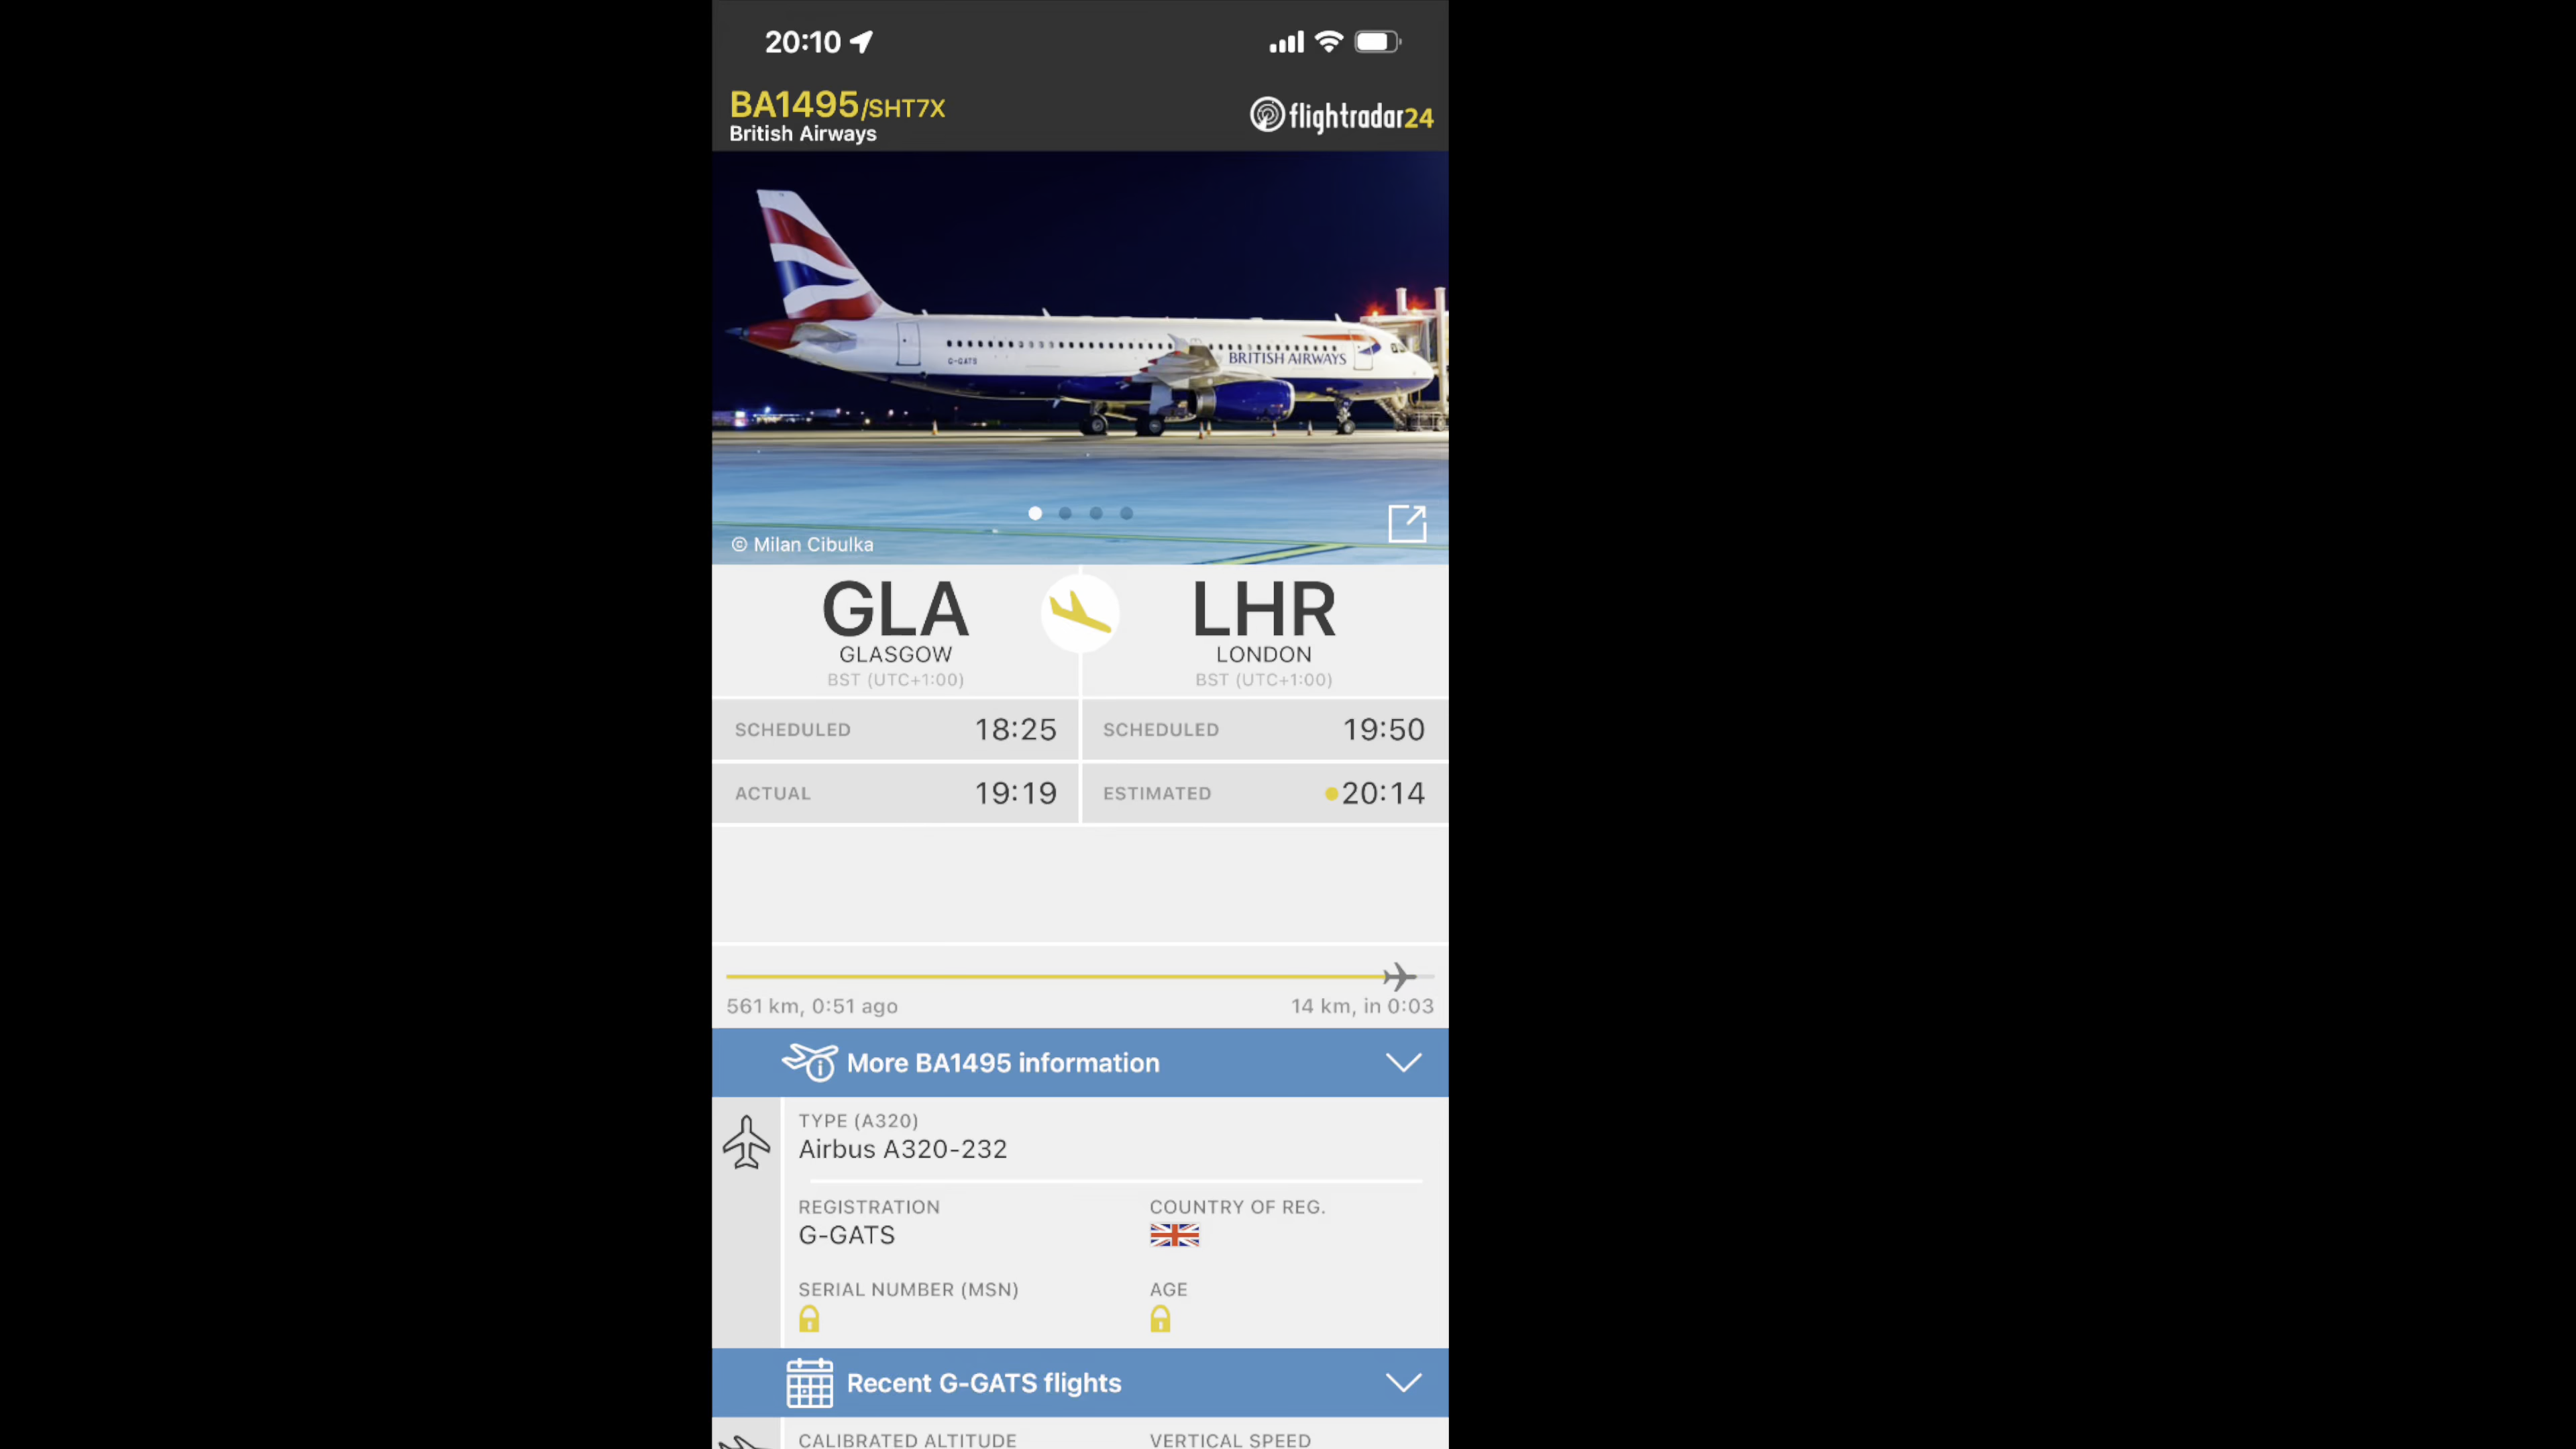 20:10
BA1495/SHT7X
British Airways
flightradar24
G-GATS
BRITISH AIRWAYS
© Milan Cibulka
GLA
GLASGOW
BST (UTC+1:00)
LHR
LONDON
BST (UTC+1:00)
SCHEDULED 18:25
SCHEDULED 19:50
ACTUAL 19:19
ESTIMATED 20:14
561 km, 0:51 ago
14 km, in 0:03
More BA1495 information
TYPE (A320)
Airbus A320-232
REGISTRATION
G-GATS
COUNTRY OF REG.
SERIAL NUMBER (MSN)
AGE
Recent G-GATS flights
CALIBRATED ALTITUDE
VERTICAL SPEED